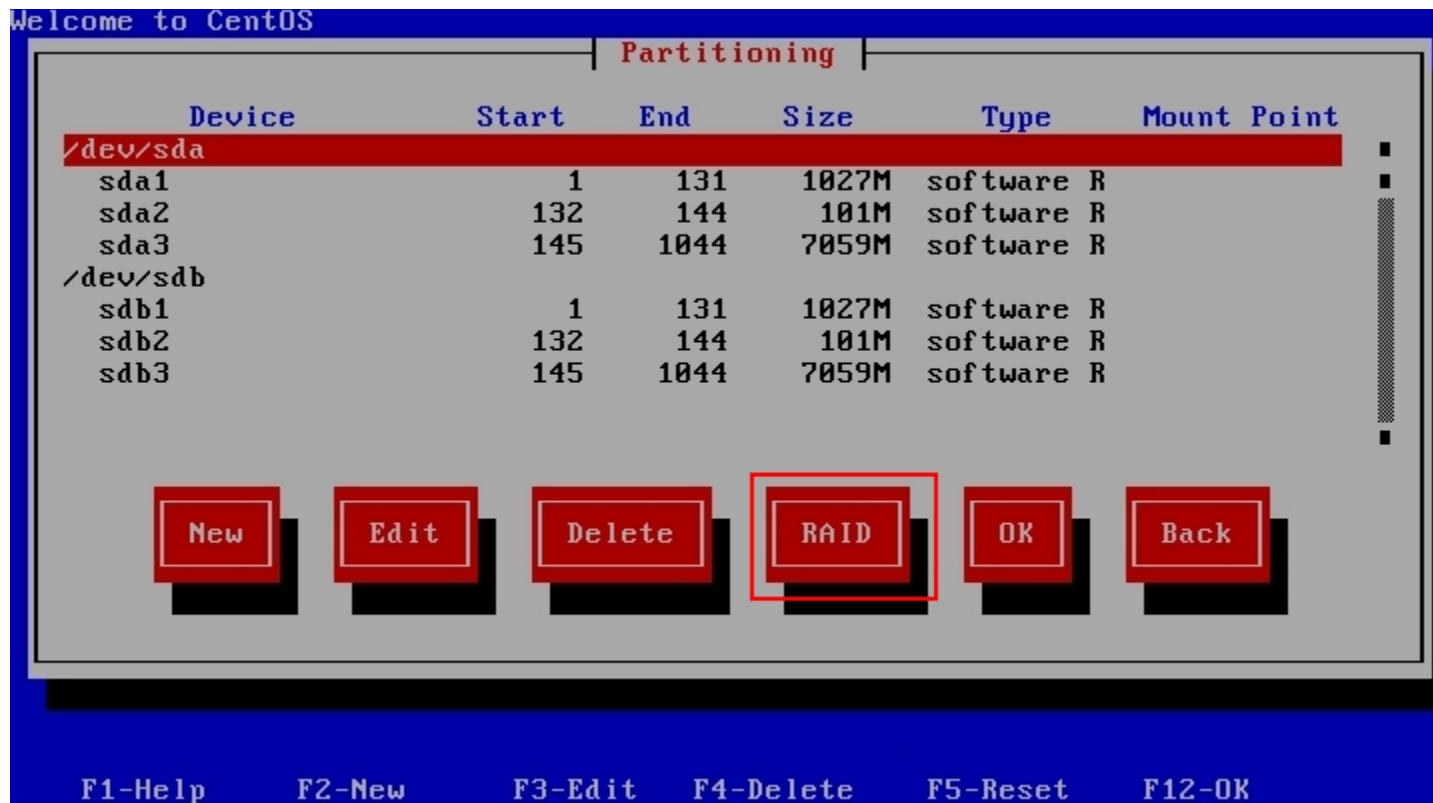 Welcome to CentOS
Partitioning
Device Start End Size Type Mount Point
/dev/sda
sda1 1 131 1027M software R
sda2 132 144 101M software R
sda3 145 1044 7059M software R
/dev/sdb
sdb1 1 131 1027M software R
sdb2 132 144 101M software R
sdb3 145 1044 7059M software R
New Edit Delete RAID OK Back
F1-Help F2-New F3-Edit F4-Delete F5-Reset F12-OK